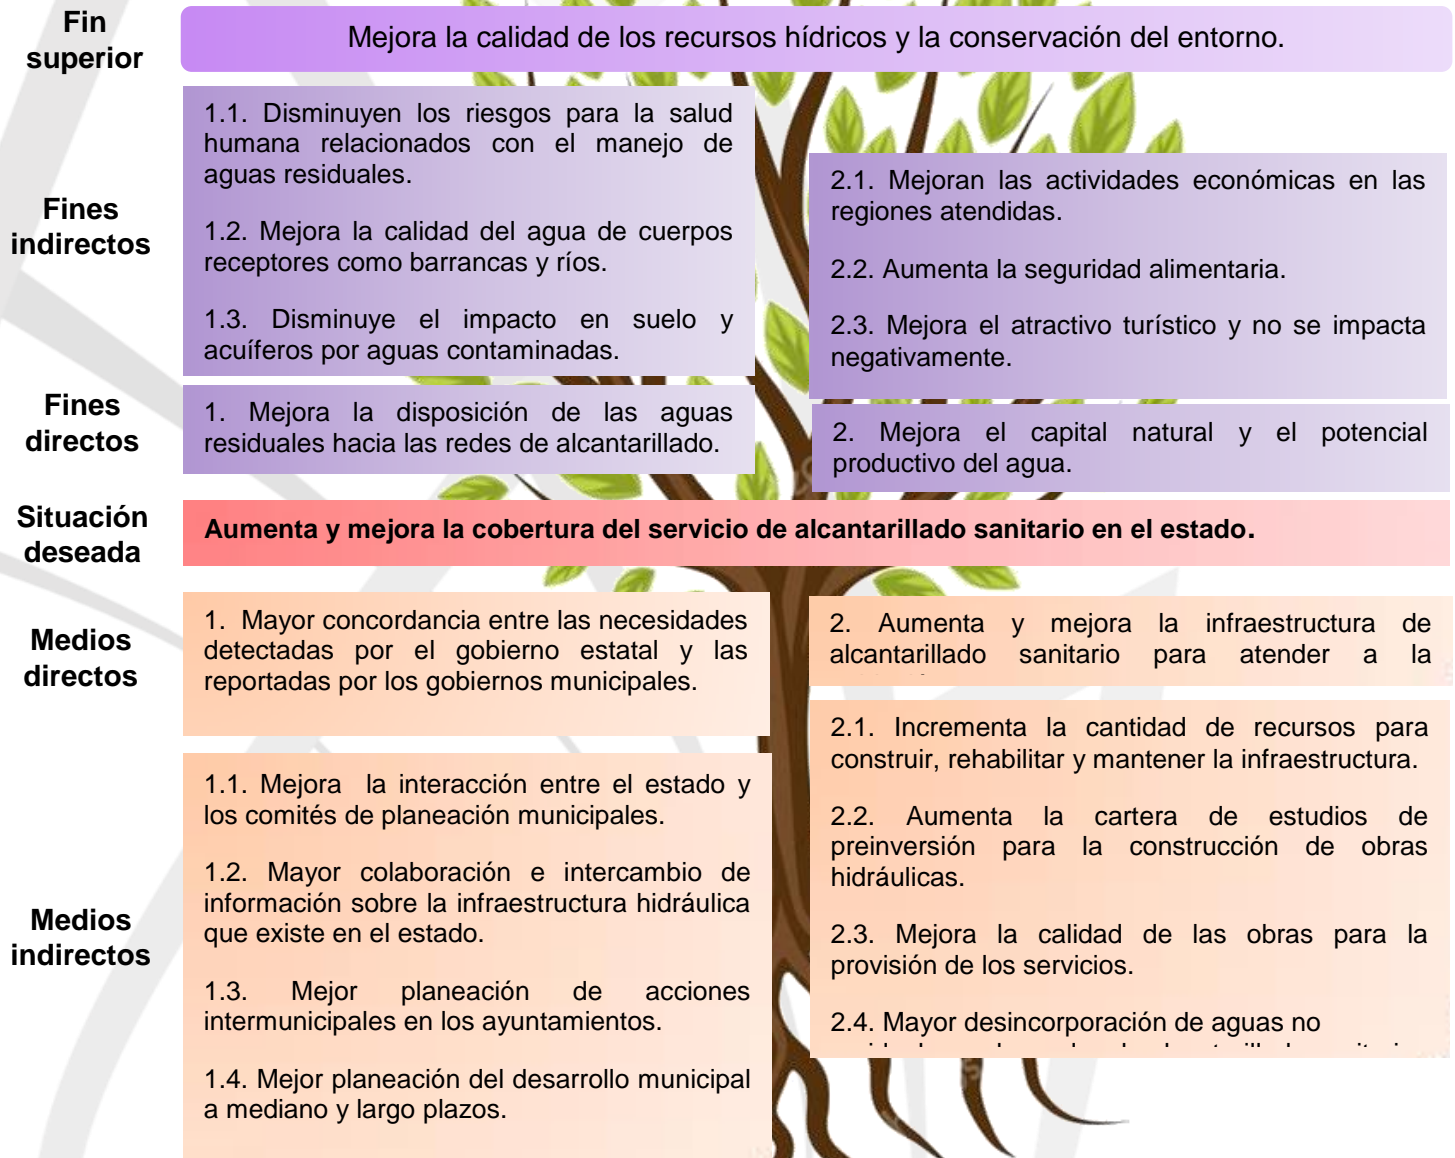 Fin
superior
Mejora la calidad de los recursos hídricos y la conservación del entorno.
Fines
indirectos
1.1. Disminuyen los riesgos para la salud
humana relacionados con el manejo de
aguas residuales.
1.2. Mejora la calidad del agua de cuerpos
receptores como barrancas y ríos.
1.3. Disminuye el impacto en suelo y
acuíferos por aguas contaminadas.
2.1. Mejoran las actividades económicas en las
regiones atendidas.
2.2. Aumenta la seguridad alimentaria.
2.3. Mejora el atractivo turístico y no se impacta
negativamente.
Fines
directos
1. Mejora la disposición de las aguas
residuales hacia las redes de alcantarillado.
2. Mejora el capital natural y el potencial
productivo del agua.
Situación
deseada
Aumenta y mejora la cobertura del servicio de alcantarillado sanitario en el estado.
Medios
directos
1. Mayor concordancia entre las necesidades
detectadas por el gobierno estatal y las
reportadas por los gobiernos municipales.
2. Aumenta y mejora la infraestructura de
alcantarillado sanitario para atender a la
Medios
indirectos
1.1. Mejora la interacción entre el estado y
los comités de planeación municipales.
1.2. Mayor colaboración e intercambio de
información sobre la infraestructura hidráulica
que existe en el estado.
1.3. Mejor planeación de acciones
intermunicipales en los ayuntamientos.
1.4. Mejor planeación del desarrollo municipal
a mediano y largo plazos.
2.1. Incrementa la cantidad de recursos para
construir, rehabilitar y mantener la infraestructura.
2.2. Aumenta la cartera de estudios de
preinversión para la construcción de obras
hidráulicas.
2.3. Mejora la calidad de las obras para la
provisión de los servicios.
2.4. Mayor desincorporación de aguas no